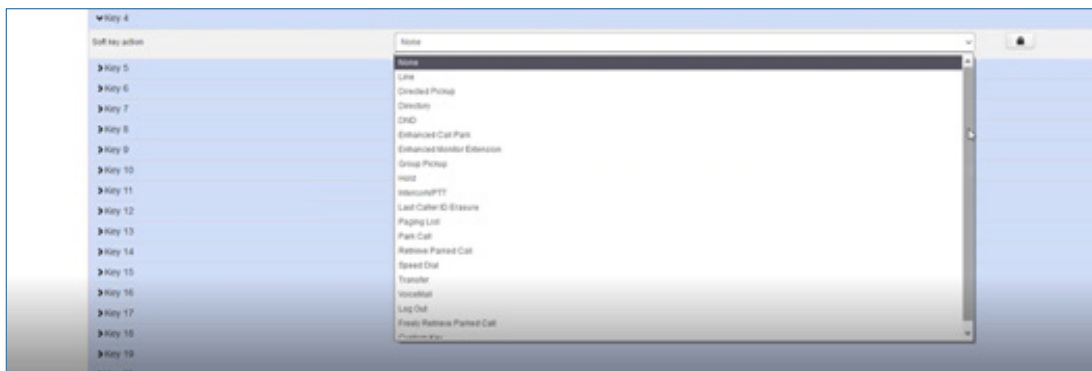 Key 4
Soft key action
None
None
Line
Directed Pickup
Directory
DND
Enhanced Call Park
Enhanced Monitor Extension
Group Pickup
Hold
Intercom/PTT
Last Caller ID Erasure
Paging List
Park Call
Retrieve Parked Call
Speed Dial
Transfer
VoiceMail
Log Out
Freely Retrieve Parked Call
Custom Key
Key 5
Key 6
Key 7
Key 8
Key 9
Key 10
Key 11
Key 12
Key 13
Key 14
Key 15
Key 16
Key 17
Key 18
Key 19